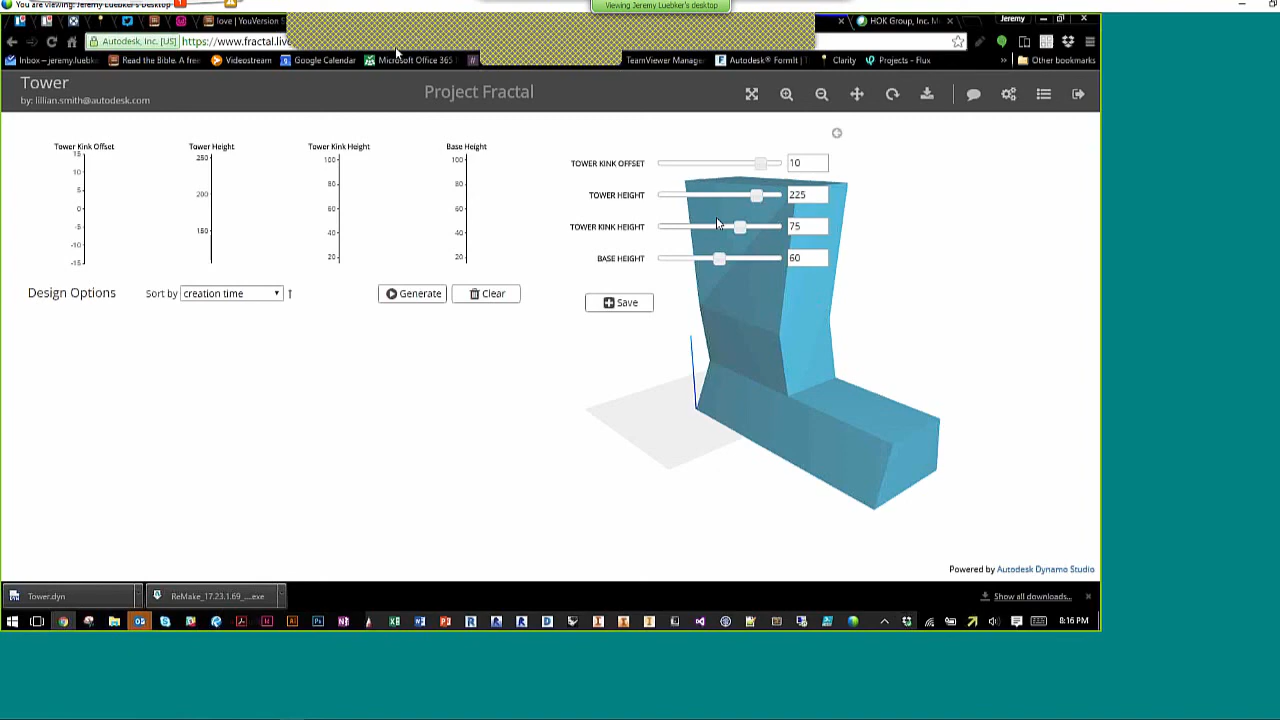 You are viewing: Jeremy Luebker's desktop
Viewing Jeremy Luebker's desktop
love | YouVersion
HOK Group, Inc.
Jeremy
Autodesk, Inc. [US] https://www.fractal.live
Inbox – jeremy.luebk
Read the Bible. A free
Videostream
Google Calendar
Microsoft Office 365
TeamViewer Manager
Autodesk® FormIt
Clarity
Projects – Flux
» Other bookmarks
Tower
by: lillian.smith@autodesk.com
Project Fractal
Tower Kink Offset
Tower Height
Tower Kink Height
Base Height
15
10
5
0
-5
-10
-15
250
200
150
100
80
60
40
20
100
80
60
40
20
TOWER KINK OFFSET 10
TOWER HEIGHT 225
TOWER KINK HEIGHT 75
BASE HEIGHT 60
Design Options Sort by creation time
Generate Clear
Save
Powered by Autodesk Dynamo Studio
Tower.dyn
ReMake_17.23.1.69_....exe
Show all downloads...
8:16 PM